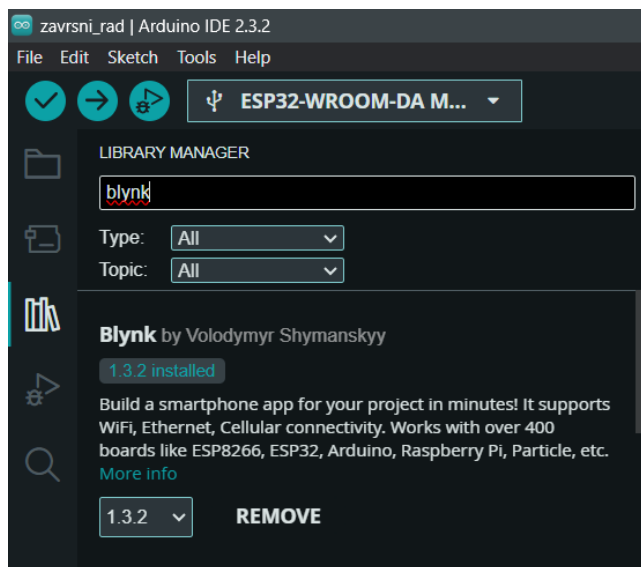 zavrsni_rad | Arduino IDE 2.3.2
File Edit Sketch Tools Help
ESP32-WROOM-DA M...
LIBRARY MANAGER
blynk
Type: All
Topic: All
Blynk by Volodymyr Shymanskyy
1.3.2 installed
Build a smartphone app for your project in minutes! It supports
WiFi, Ethernet, Cellular connectivity. Works with over 400
boards like ESP8266, ESP32, Arduino, Raspberry Pi, Particle, etc.
More info
1.3.2 REMOVE